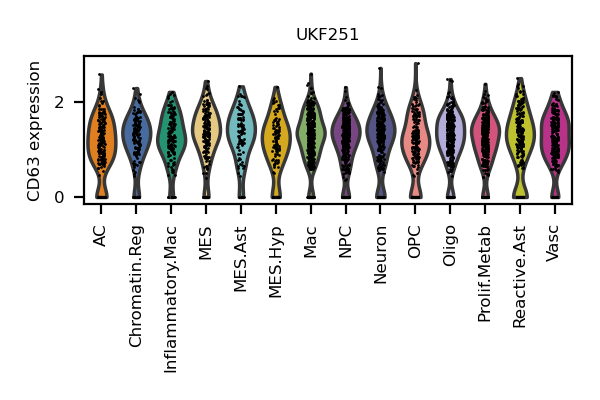 UKF251
CD63 expression
2
0
AC
Chromatin.Reg
Inflammatory.Mac
MES
MES.Ast
MES.Hyp
Mac
NPC
Neuron
OPC
Oligo
Prolif.Metab
Reactive.Ast
Vasc